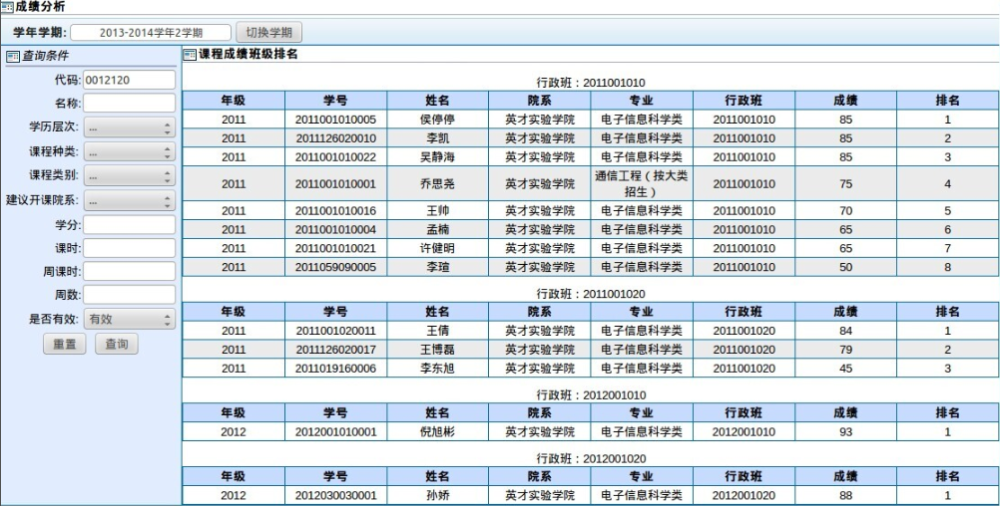 成绩分析
学年学期: 2013-2014学年2学期 切换学期
查询条件
代码: 0012120
名称:
学历层次: ...
课程种类: ...
课程类别: ...
建议开课院系: ...
学分:
课时:
周课时:
周数:
是否有效: 有效
重置 查询
课程成绩班级排名
行政班：2011001010
年级 学号 姓名 院系 专业 行政班 成绩 排名
2011 2011001010005 侯停停 英才实验学院 电子信息科学类 2011001010 85 1
2011 2011126020010 李凯 英才实验学院 电子信息科学类 2011001010 85 2
2011 2011001010022 吴静海 英才实验学院 电子信息科学类 2011001010 85 3
2011 2011001010001 乔思尧 英才实验学院 通信工程（按大类招生） 2011001010 75 4
2011 2011001010016 王帅 英才实验学院 电子信息科学类 2011001010 70 5
2011 2011001010004 孟楠 英才实验学院 电子信息科学类 2011001010 65 6
2011 2011001010021 许健明 英才实验学院 电子信息科学类 2011001010 65 7
2011 2011059090005 李瑄 英才实验学院 电子信息科学类 2011001010 50 8
行政班：2011001020
年级 学号 姓名 院系 专业 行政班 成绩 排名
2011 2011001020011 王倩 英才实验学院 电子信息科学类 2011001020 84 1
2011 2011126020017 王博磊 英才实验学院 电子信息科学类 2011001020 79 2
2011 2011019160006 李东旭 英才实验学院 电子信息科学类 2011001020 45 3
行政班：2012001010
年级 学号 姓名 院系 专业 行政班 成绩 排名
2012 2012001010001 倪旭彬 英才实验学院 电子信息科学类 2012001010 93 1
行政班：2012001020
年级 学号 姓名 院系 专业 行政班 成绩 排名
2012 2012030030001 孙娇 英才实验学院 电子信息科学类 2012001020 88 1